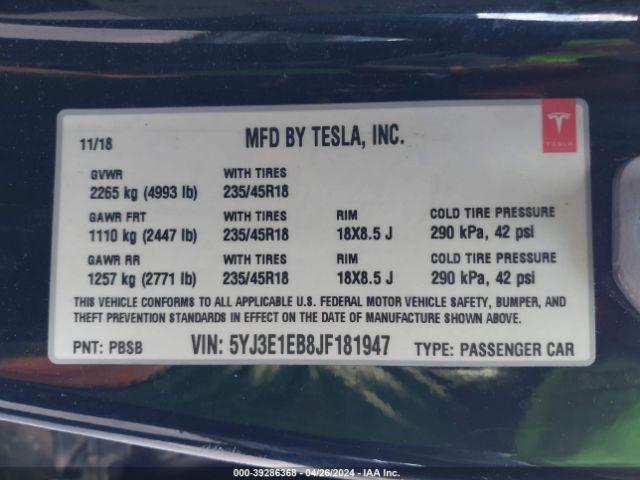 11/18 MFD BY TESLA, INC. TESLA
GVWR WITH TIRES
2265 kg (4993 lb) 235/45R18
GAWR FRT WITH TIRES RIM COLD TIRE PRESSURE
1110 kg (2447 lb) 235/45R18 18X8.5 J 290 kPa, 42 psi
GAWR RR WITH TIRES RIM COLD TIRE PRESSURE
1257 kg (2771 lb) 235/45R18 18X8.5 J 290 kPa, 42 psi
THIS VEHICLE CONFORMS TO ALL APPLICABLE U.S. FEDERAL MOTOR VEHICLE SAFETY, BUMPER, AND
THEFT PREVENTION STANDARDS IN EFFECT ON THE DATE OF MANUFACTURE SHOWN ABOVE.
PNT: PBSB VIN: 5YJ3E1EB8JF181947 TYPE: PASSENGER CAR
000-39286368 - 04/26/2024 - IAA Inc.